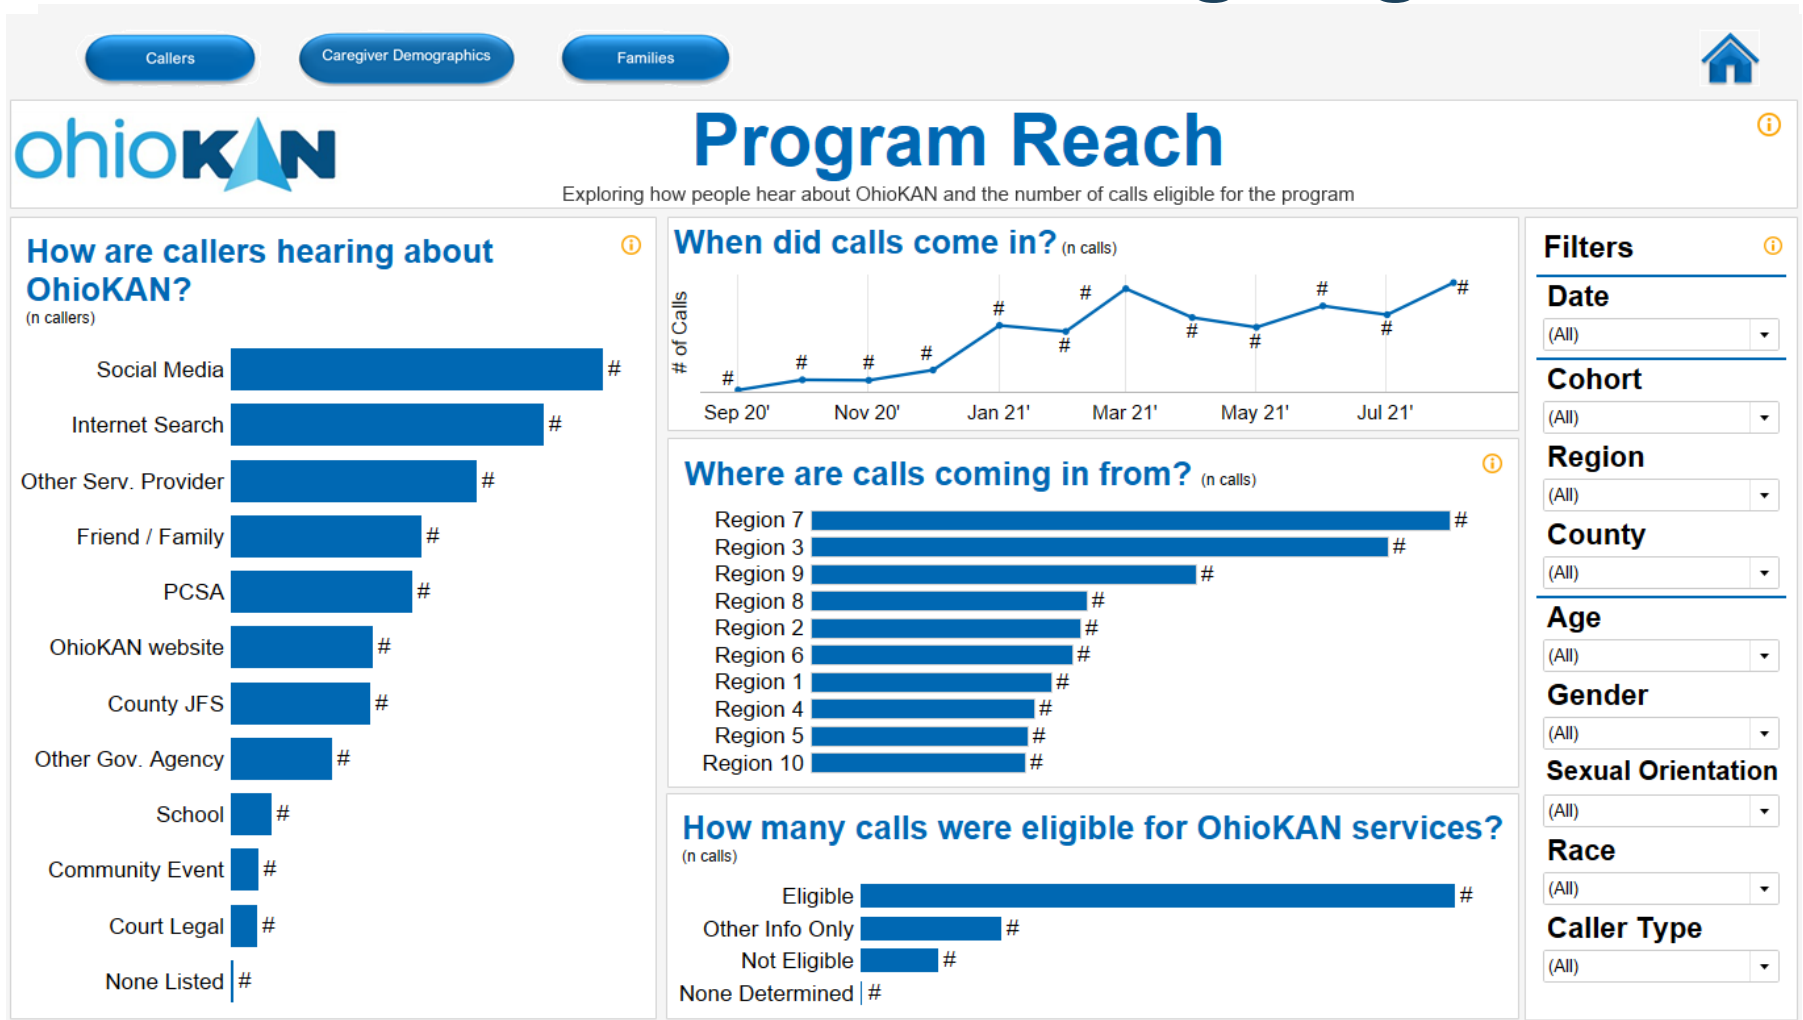 Callers
Caregiver Demographics
Families
ohioKAN
Program Reach
Exploring how people hear about OhioKAN and the number of calls eligible for the program
How are callers hearing about
OhioKAN?
(n callers)
Social Media #
Internet Search #
Other Serv. Provider #
Friend / Family #
PCSA #
OhioKAN website #
County JFS #
Other Gov. Agency #
School #
Community Event #
Court Legal #
None Listed #
When did calls come in? (n calls)
# of Calls
# # # # # # # # # # # #
Sep 20' Nov 20' Jan 21' Mar 21' May 21' Jul 21'
Where are calls coming in from? (n calls)
Region 7 #
Region 3 #
Region 9 #
Region 8 #
Region 2 #
Region 6 #
Region 1 #
Region 4 #
Region 5 #
Region 10 #
How many calls were eligible for OhioKAN services?
(n calls)
Eligible #
Other Info Only #
Not Eligible #
None Determined #
Filters
Date
(All)
Cohort
(All)
Region
(All)
County
(All)
Age
(All)
Gender
(All)
Sexual Orientation
(All)
Race
(All)
Caller Type
(All)